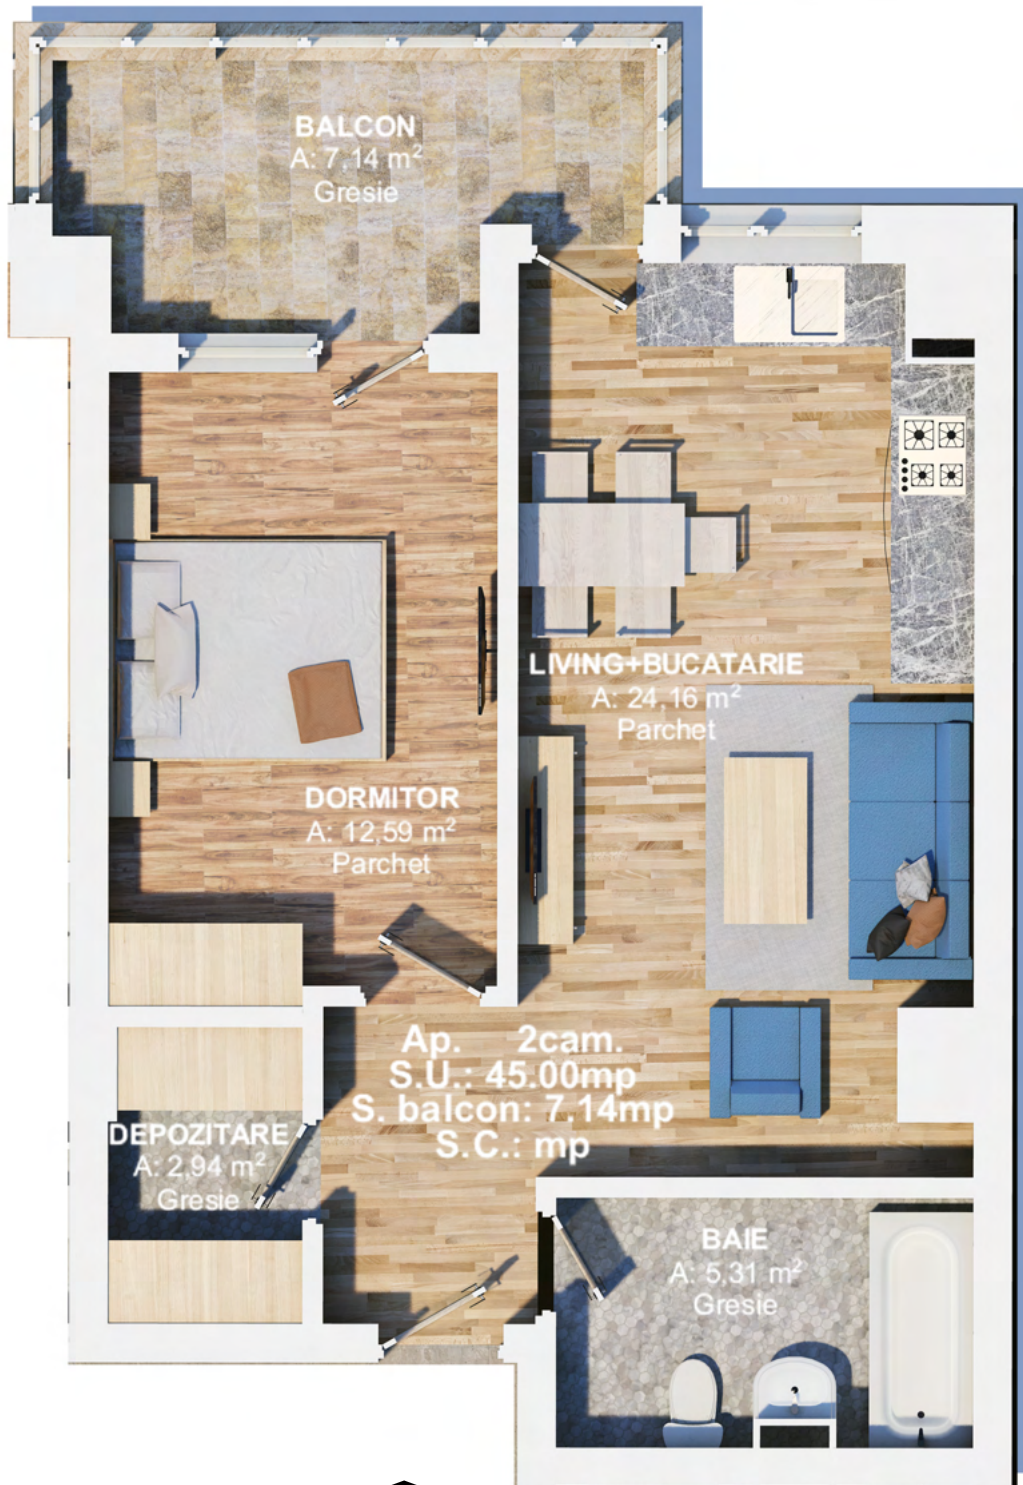 BALCON
A: 7,14 m²
Gresie
LIVING+BUCATARIE
A: 24,16 m²
Parchet
DORMITOR
A: 12,59 m²
Parchet
Ap. 2cam.
S.U.: 45.00mp
S. balcon: 7.14mp
S.C.: mp
DEPOZITARE
A: 2,94 m²
Gresie
BAIE
A: 5,31 m²
Gresie